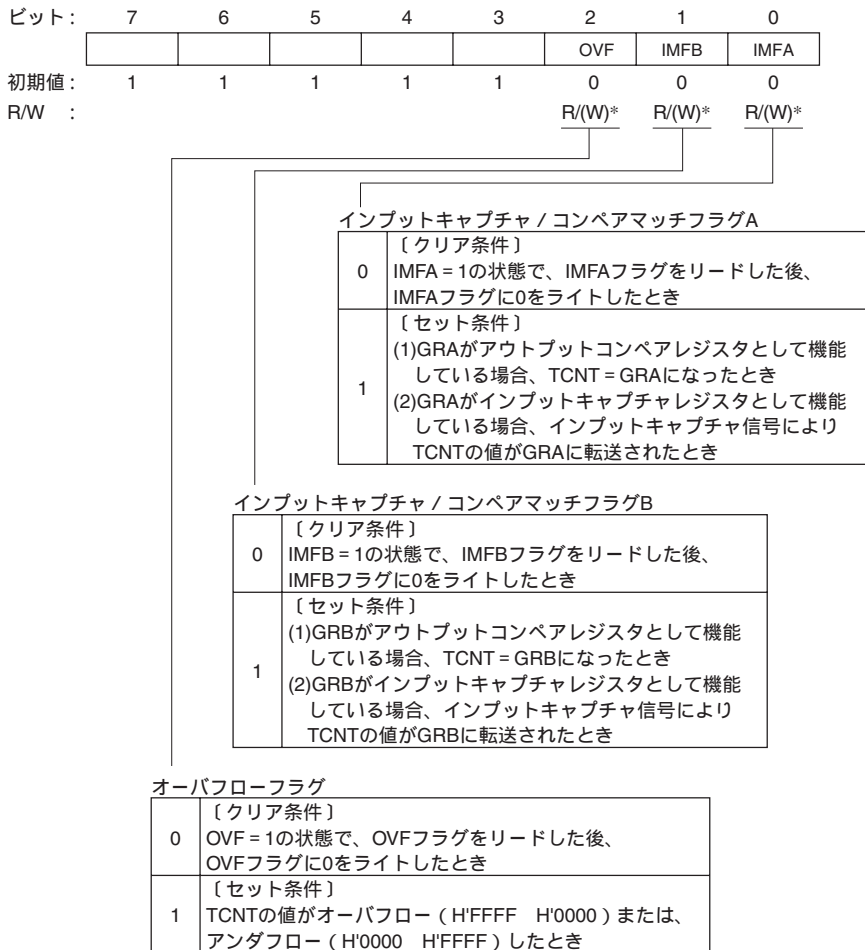 ビット : 7 6 5 4 3 2 1 0
OVF IMFB IMFA
初期値 : 1 1 1 1 1 0 0 0
R/W : R/(W)* R/(W)* R/(W)*
インプットキャプチャ / コンペアマッチフラグA
〔クリア条件〕
0 IMFA = 1の状態で、IMFAフラグをリードした後、
IMFAフラグに0をライトしたとき
〔セット条件〕
(1)GRAがアウトプットコンペアレジスタとして機能
している場合、TCNT = GRAになったとき
1
(2)GRAがインプットキャプチャレジスタとして機能
している場合、インプットキャプチャ信号により
TCNTの値がGRAに転送されたとき
インプットキャプチャ / コンペアマッチフラグB
〔クリア条件〕
0 IMFB = 1の状態で、IMFBフラグをリードした後、
IMFBフラグに0をライトしたとき
〔セット条件〕
(1)GRBがアウトプットコンペアレジスタとして機能
している場合、TCNT = GRBになったとき
1
(2)GRBがインプットキャプチャレジスタとして機能
している場合、インプットキャプチャ信号により
TCNTの値がGRBに転送されたとき
オーバフローフラグ
〔クリア条件〕
0 OVF = 1の状態で、OVFフラグをリードした後、
OVFフラグに0をライトしたとき
〔セット条件〕
1 TCNTの値がオーバフロー ( H'FFFF H'0000 ) または、
アンダフロー ( H'0000 H'FFFF ) したとき